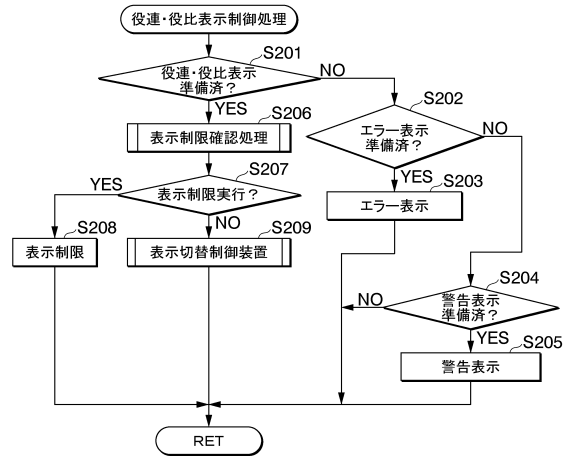 役連・役比表示制御処理
S201
役連・役比表示
準備済？
NO
YES
S202
エラー表示
準備済？
NO
YES
S206
表示制限確認処理
S203
エラー表示
S207
表示制限実行？
YES
NO
S208
表示制限
S209
表示切替制御装置
S204
警告表示
準備済？
NO
YES
S205
警告表示
RET